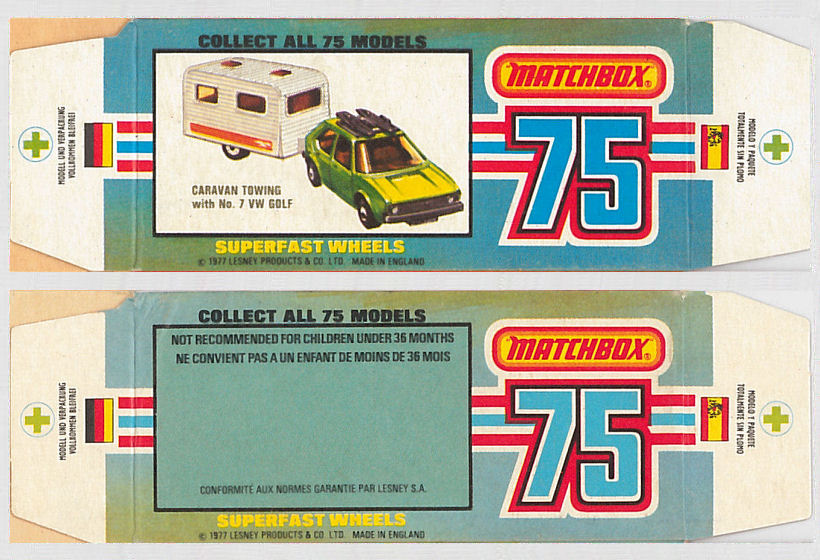 COLLECT ALL 75 MODELS
MATCHBOX®
75
CARAVAN TOWING
with No. 7 VW GOLF
SUPERFAST WHEELS
© 1977 LESNEY PRODUCTS & CO. LTD. MADE IN ENGLAND
MODELL UND VERPACKUNG
VOLLKOMMEN BLEIFREI
MODELO Y PAQUETE
TOTALMENTE SIN PLOMO
COLLECT ALL 75 MODELS
NOT RECOMMENDED FOR CHILDREN UNDER 36 MONTHS
NE CONVIENT PAS A UN ENFANT DE MOINS DE 36 MOIS
MATCHBOX®
75
CONFORMITÉ AUX NORMES GARANTIE PAR LESNEY S.A.
SUPERFAST WHEELS
© 1977 LESNEY PRODUCTS & CO. LTD. MADE IN ENGLAND
MODELL UND VERPACKUNG
VOLLKOMMEN BLEIFREI
MODELO Y PAQUETE
TOTALMENTE SIN PLOMO